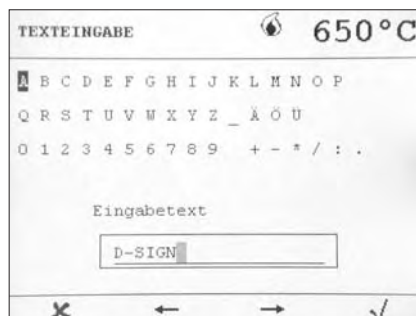 TEXTEINGABE 650°C
A B C D E F G H I J K L M N O P
Q R S T U V W X Y Z _ Ä Ö Ü
0 1 2 3 4 5 6 7 8 9 + - * / : .
Eingabetext
D-SIGN